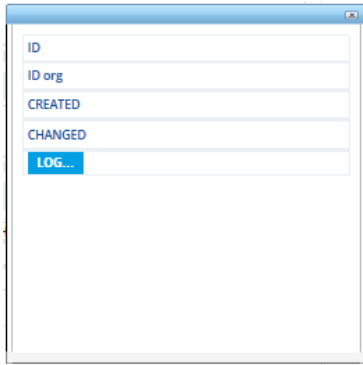 ID
ID org
CREATED
CHANGED
LOG...